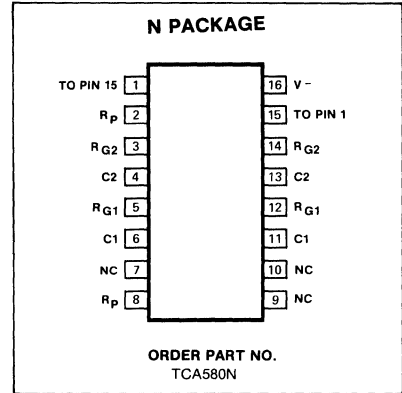 N PACKAGE
TO PIN 15 1 16 V-
RP 2 15 TO PIN 1
RG2 3 14 RG2
C2 4 13 C2
RG1 5 12 RG1
C1 6 11 C1
NC 7 10 NC
RP 8 9 NC
ORDER PART NO.
TCA580N